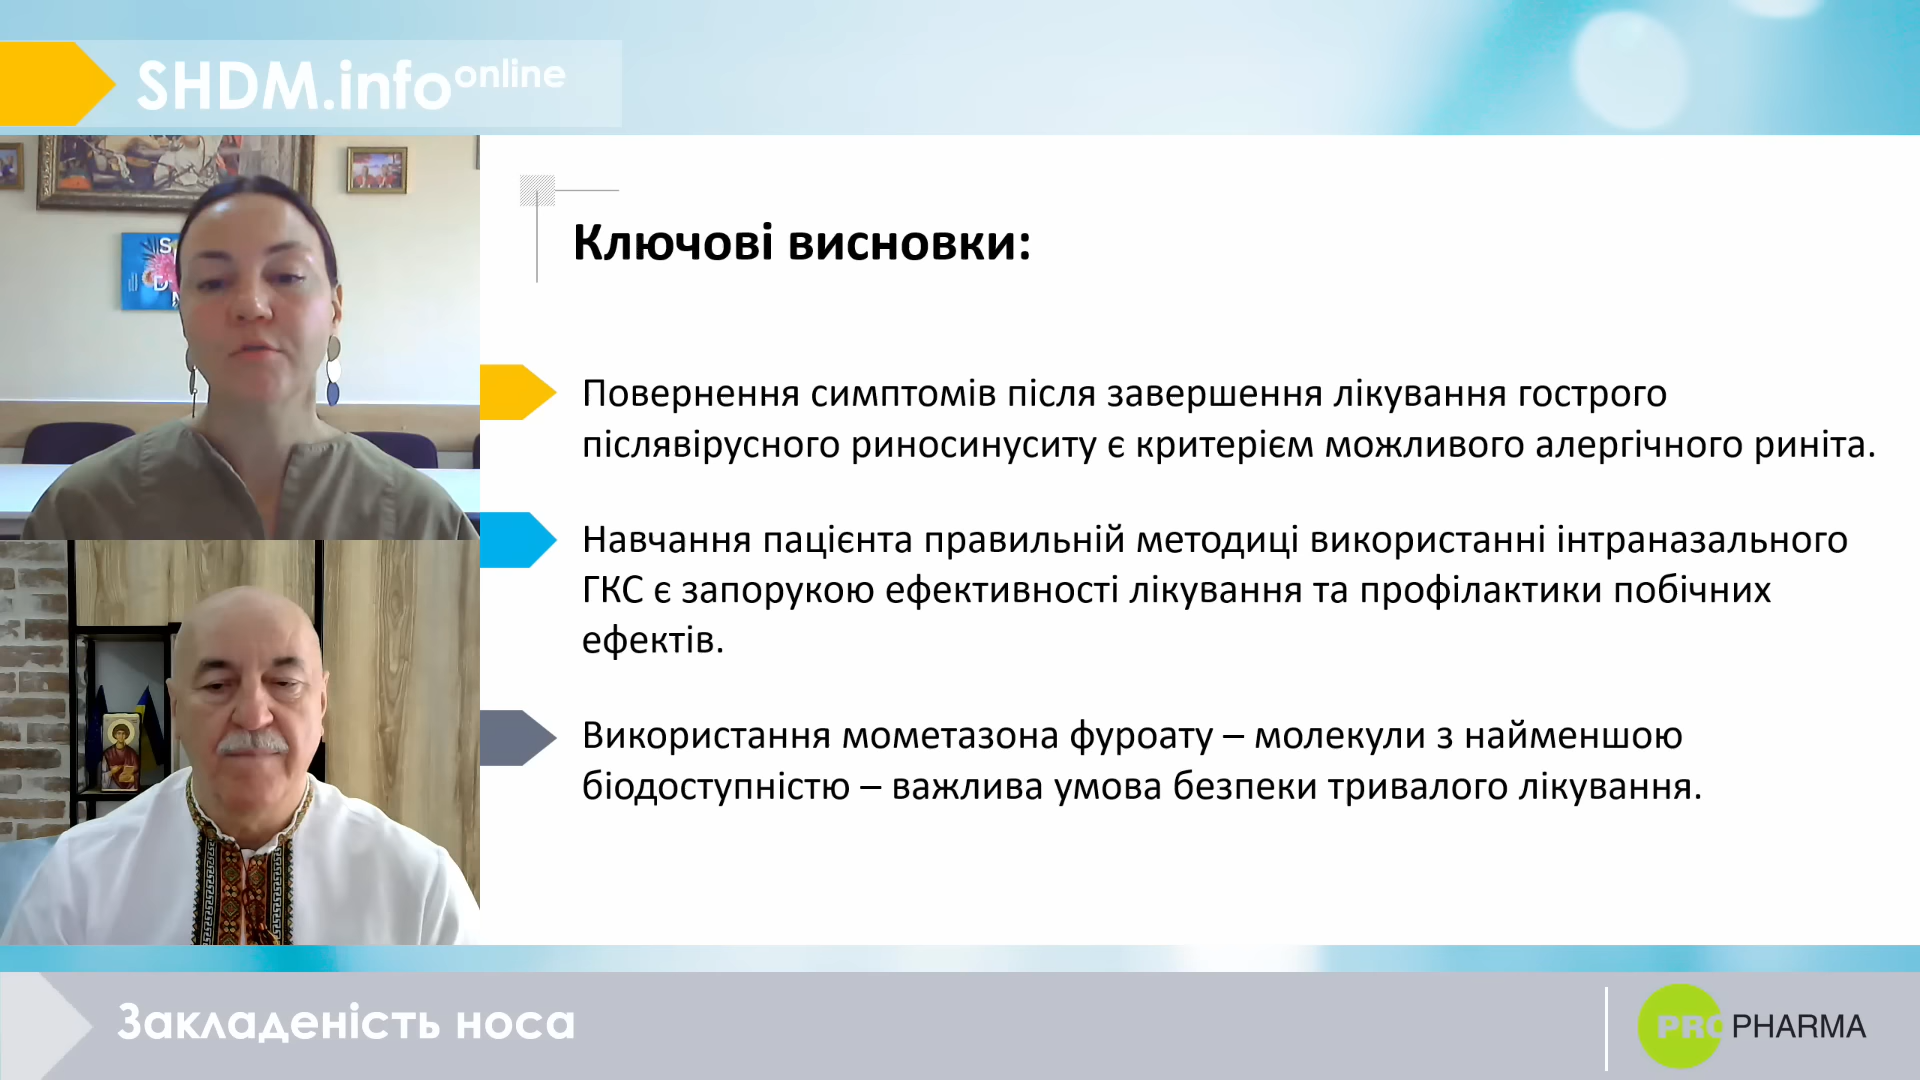 SHDM.info online
Ключові висновки:
Повернення симптомів після завершення лікування гострого
післявірусного риносинуситу є критерієм можливого алергічного риніта.
Навчання пацієнта правильній методиці використанні інтраназального
ГКС є запорукою ефективності лікування та профілактики побічних
ефектів.
Використання мометазона фуроату – молекули з найменшою
біодоступністю – важлива умова безпеки тривалого лікування.
Закладеність носа
PRO PHARMA